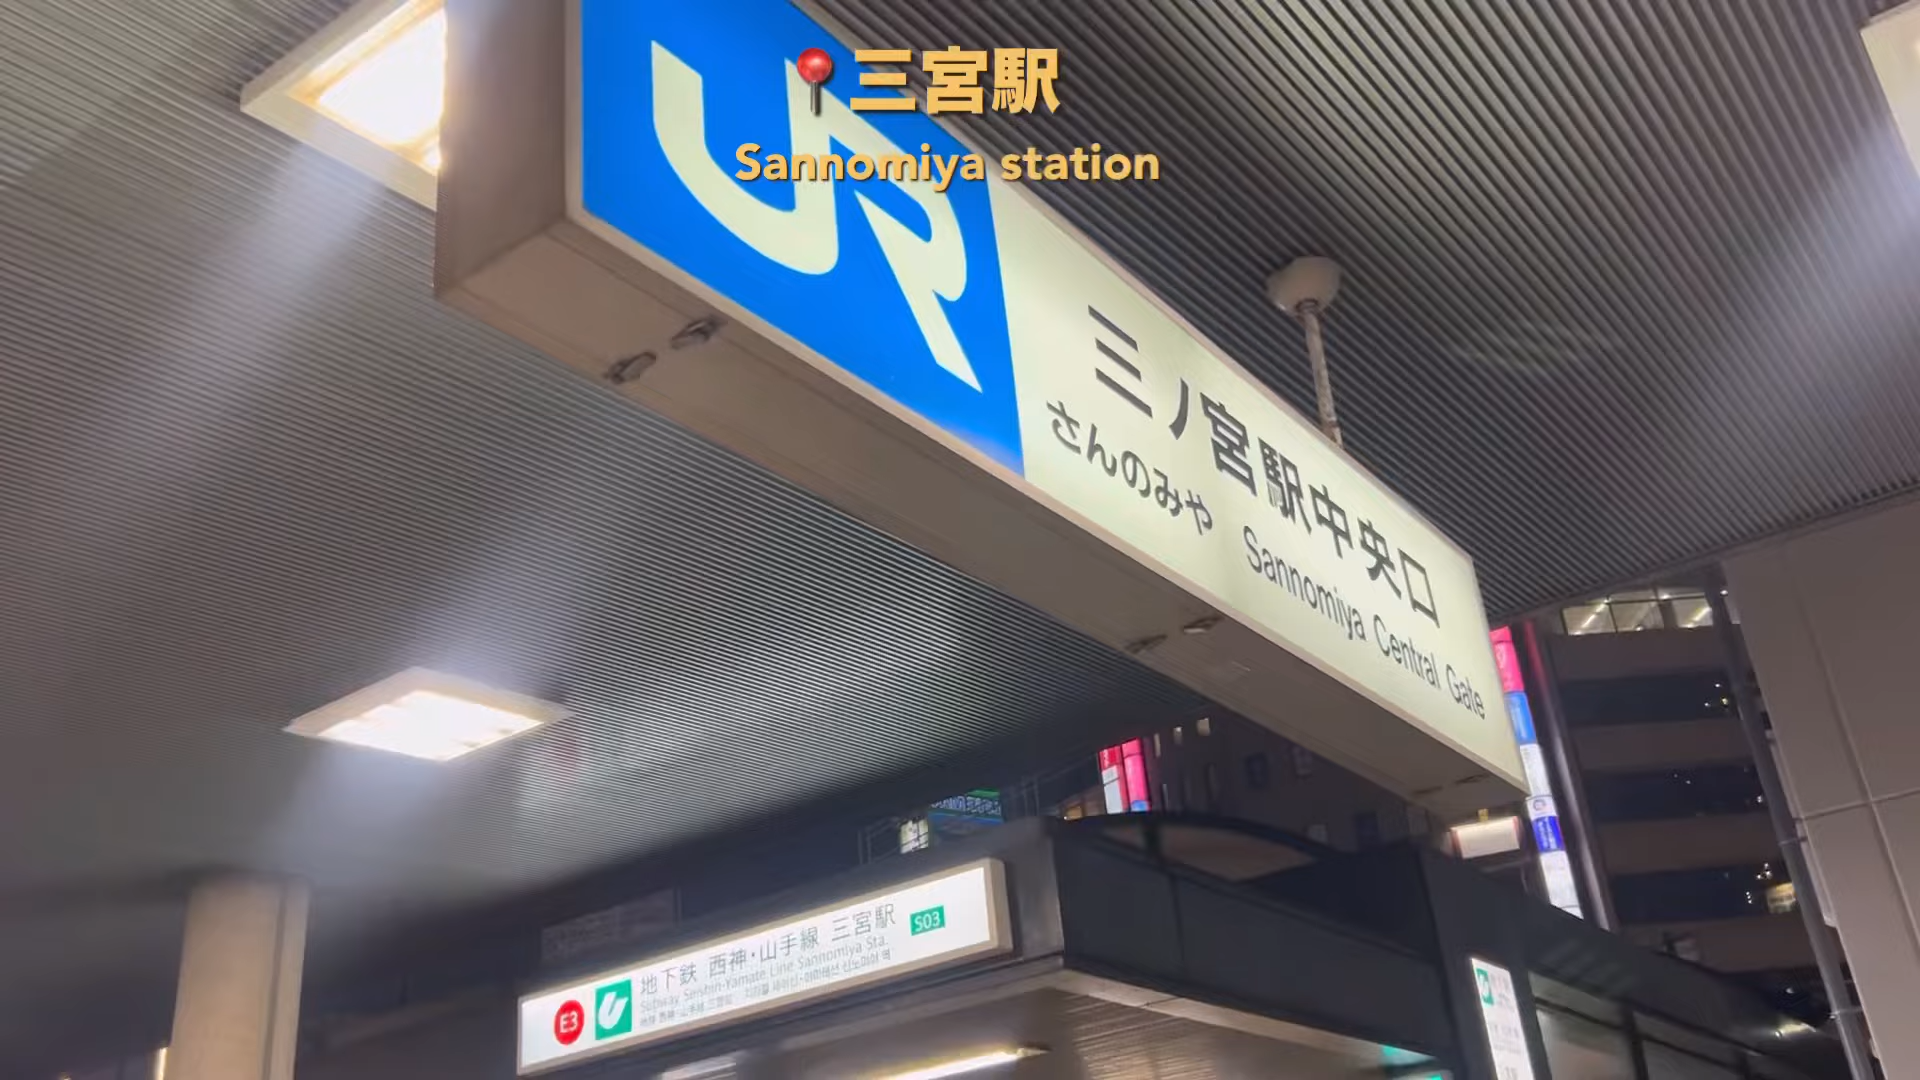 三宮駅
Sannomiya station
JR
三ノ宮駅中央口
さんのみや Sannomiya Central Gate
E3 地下鉄 西神・山手線 三宮駅 S03
Subway Seishin-Yamate Line Sannomiya Sta.